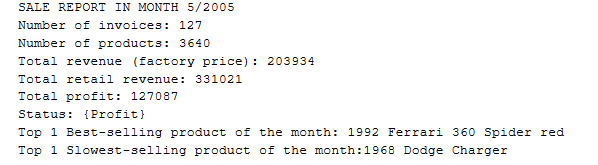 SALE REPORT IN MONTH 5/2005
Number of invoices: 127
Number of products: 3640
Total revenue (factory price): 203934
Total retail revenue: 331021
Total profit: 127087
Status: {Profit}
Top 1 Best-selling product of the month: 1992 Ferrari 360 Spider red
Top 1 Slowest-selling product of the month:1968 Dodge Charger